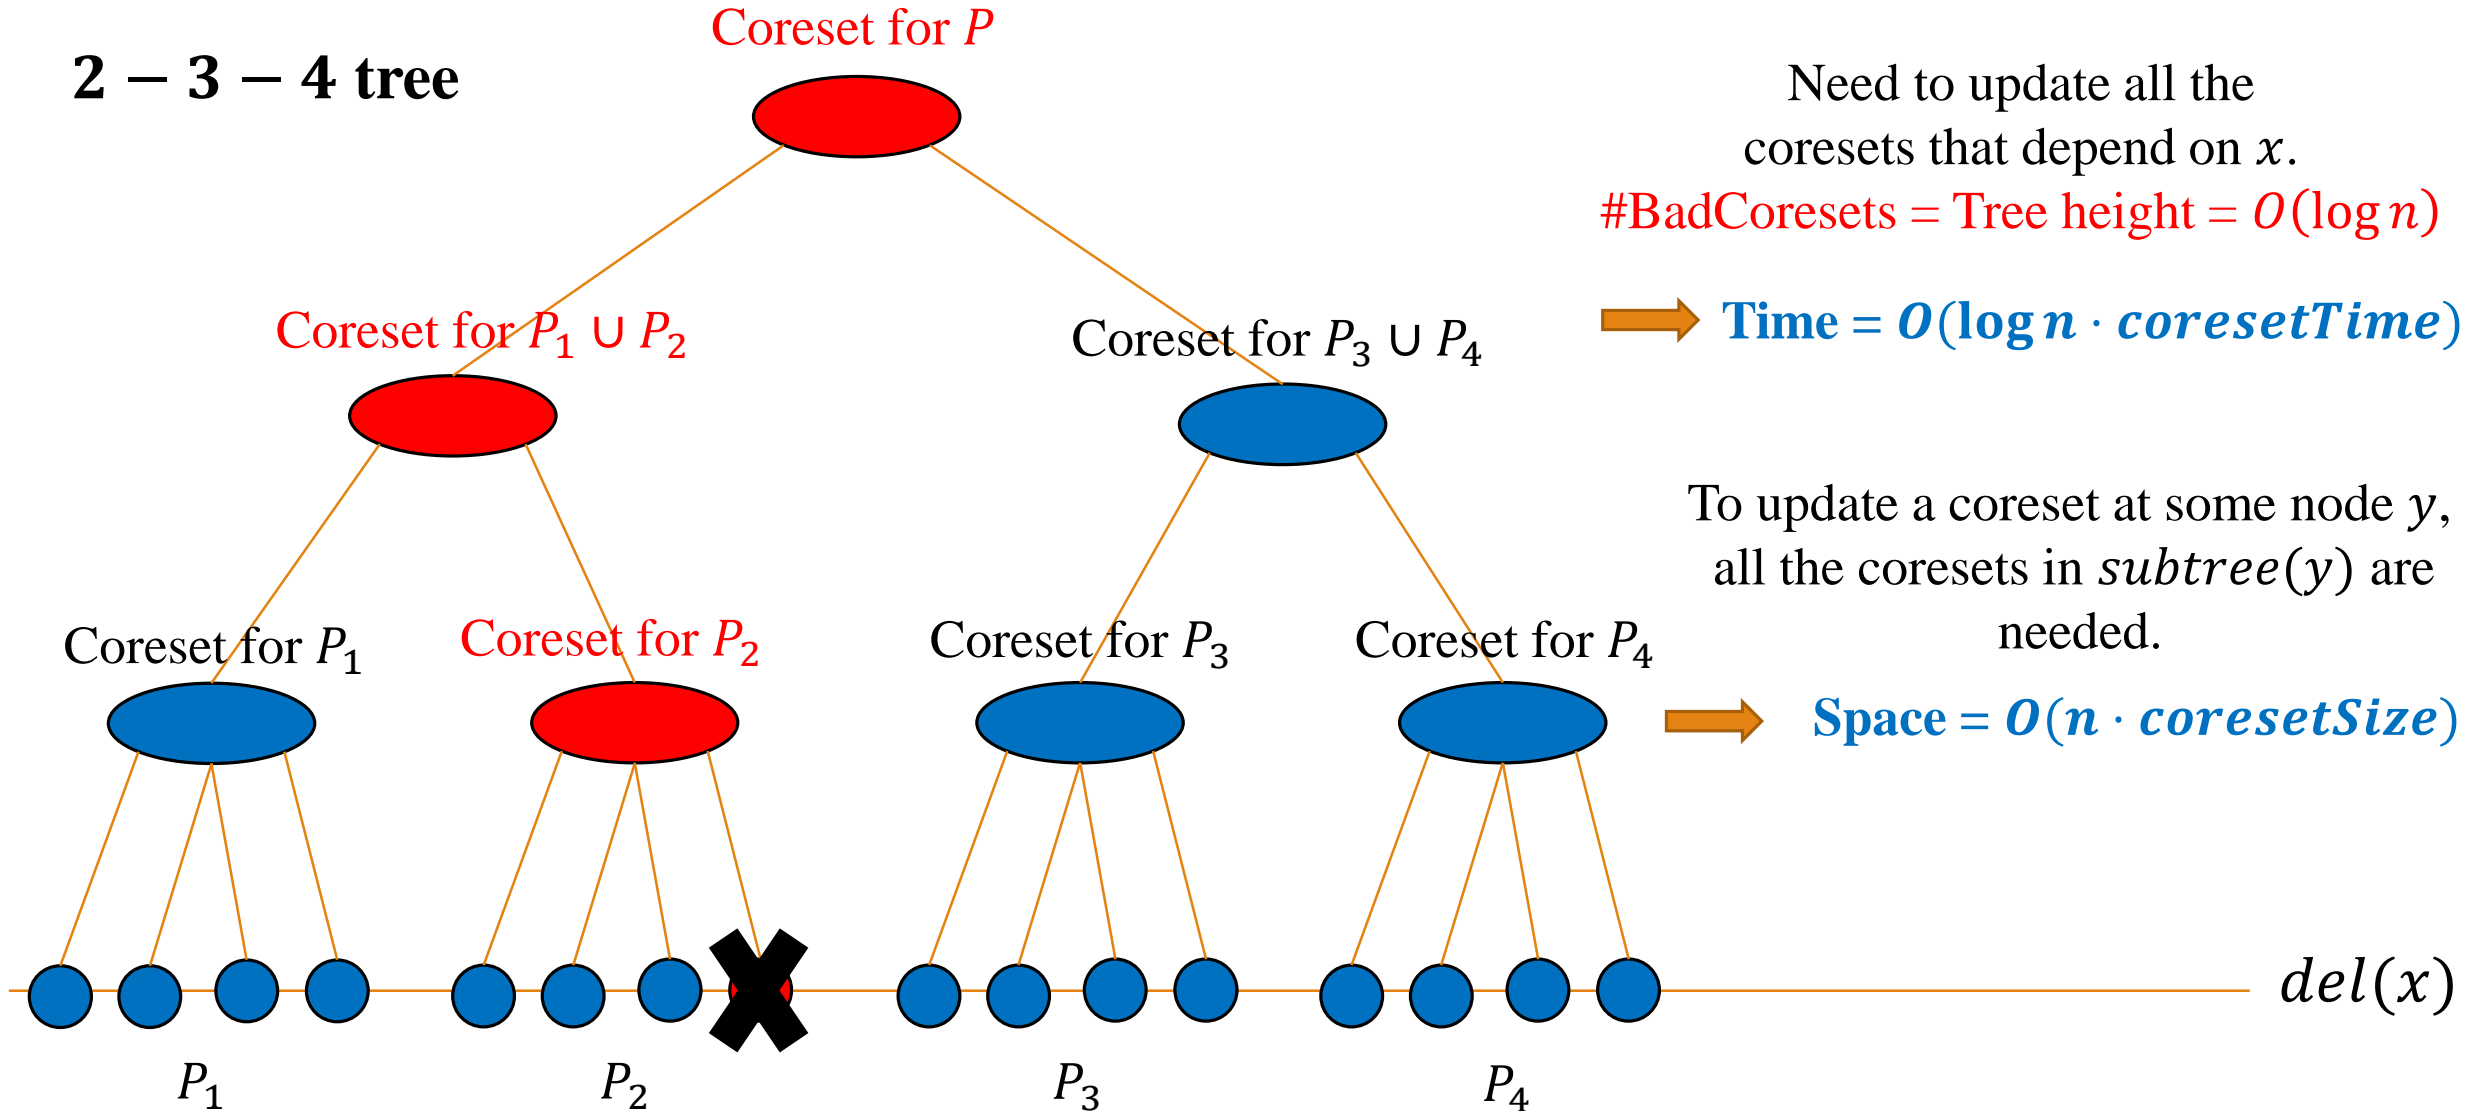 Coreset for P
2 − 3 − 4 tree
Need to update all the
coresets that depend on x.
#BadCoresets = Tree height = O(log n)
Time = O(log n · coresetTime)
Coreset for P₁ ∪ P₂
Coreset for P₃ ∪ P₄
To update a coreset at some node y,
all the coresets in subtree(y) are
needed.
Space = O(n · coresetSize)
Coreset for P₁
Coreset for P₂
Coreset for P₃
Coreset for P₄
del(x)
P₁
P₂
P₃
P₄